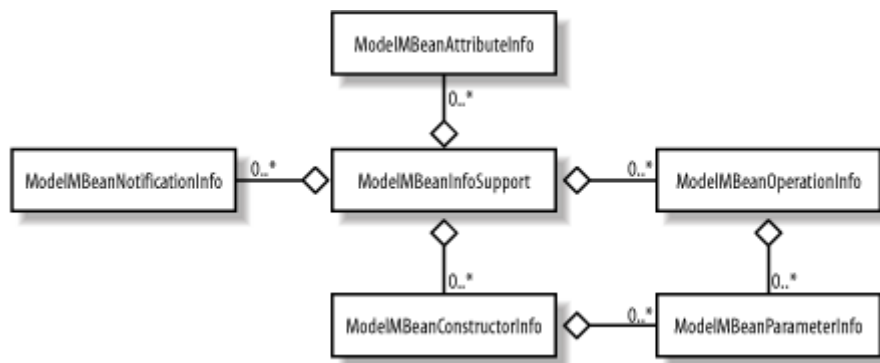 ModelMBeanAttributeInfo
0..*
ModelMBeanNotificationInfo
0..*
ModelMBeanInfoSupport
0..*
ModelMBeanOperationInfo
0..*
0..*
ModelMBeanConstructorInfo
0..*
ModelMBeanParameterInfo